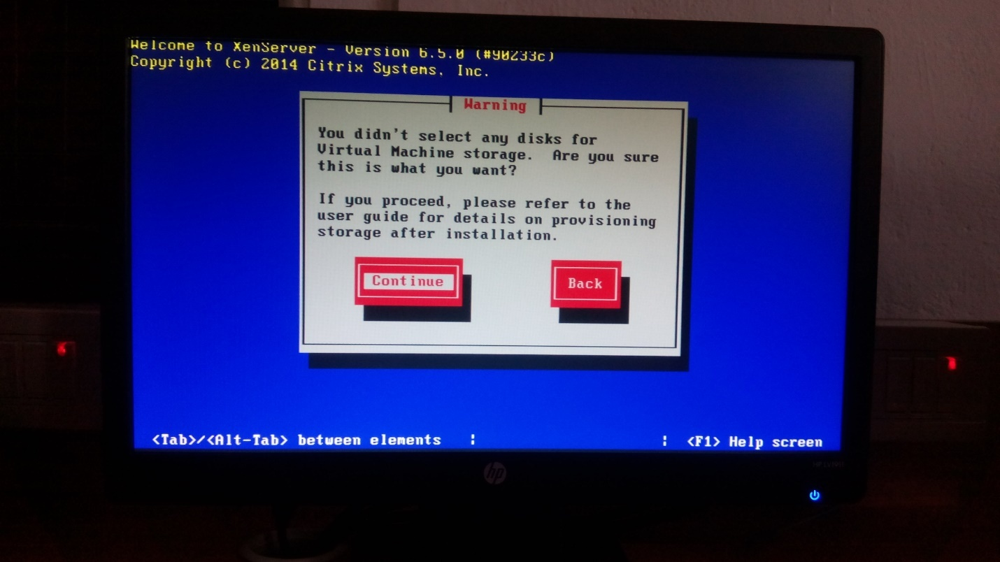 Welcome to XenServer - Version 6.5.0 (#90233c)
Copyright (c) 2014 Citrix Systems, Inc.
Warning
You didn't select any disks for
Virtual Machine storage.  Are you sure
this is what you want?
If you proceed, please refer to the
user guide for details on provisioning
storage after installation.
Continue
Back
<Tab>/<Alt-Tab> between elements   |   | <F1> Help screen
hp